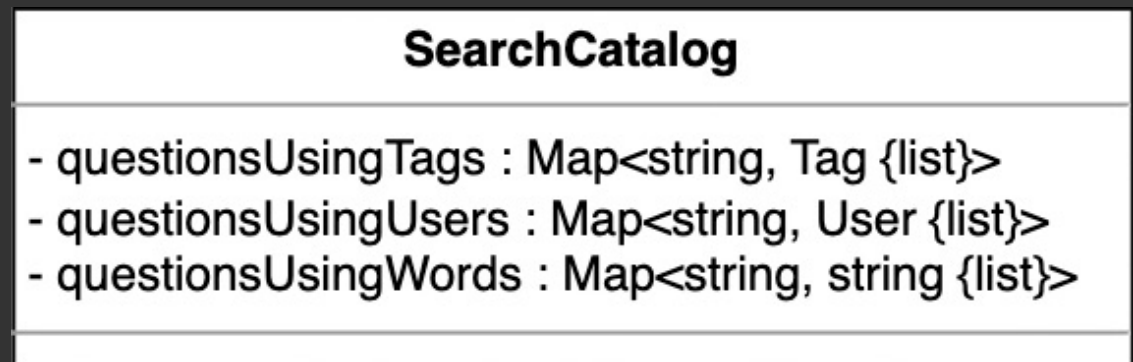 SearchCatalog
- questionsUsingTags : Map<string, Tag {list}>
- questionsUsingUsers : Map<string, User {list}>
- questionsUsingWords : Map<string, string {list}>